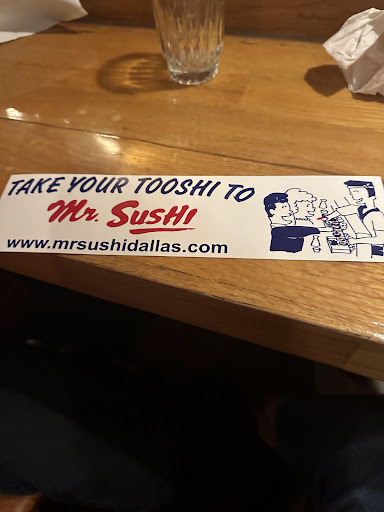 TAKE YOUR TOOSHI TO
Mr. SUSHI
www.mrsushidallas.com